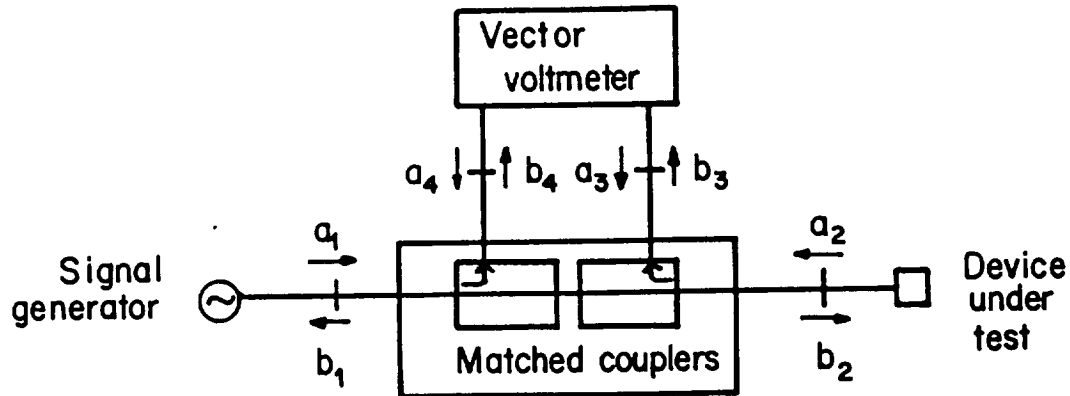 Vector
voltmeter
a₄ b₄ a₃ b₃
a₁ a₂
Signal
generator
Device
under
test
b₁ Matched couplers b₂